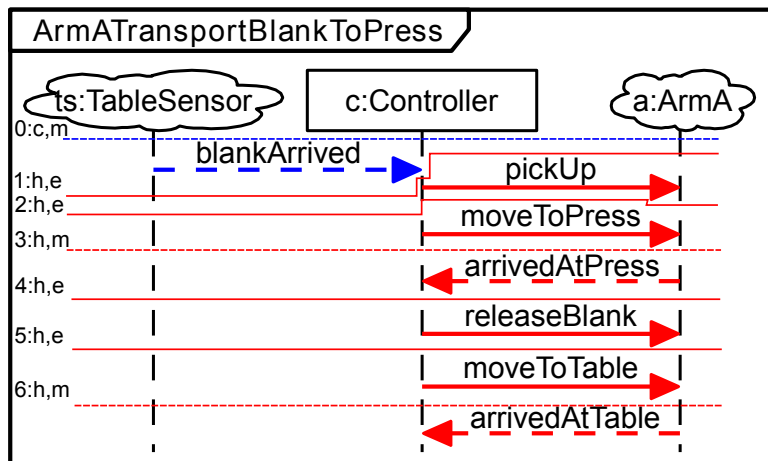 ArmATransportBlankToPress
ts:TableSensor
c:Controller
a:ArmA
0:c,m
blankArrived
1:h,e
pickUp
2:h,e
moveToPress
3:h,m
arrivedAtPress
4:h,e
releaseBlank
5:h,e
moveToTable
6:h,m
arrivedAtTable